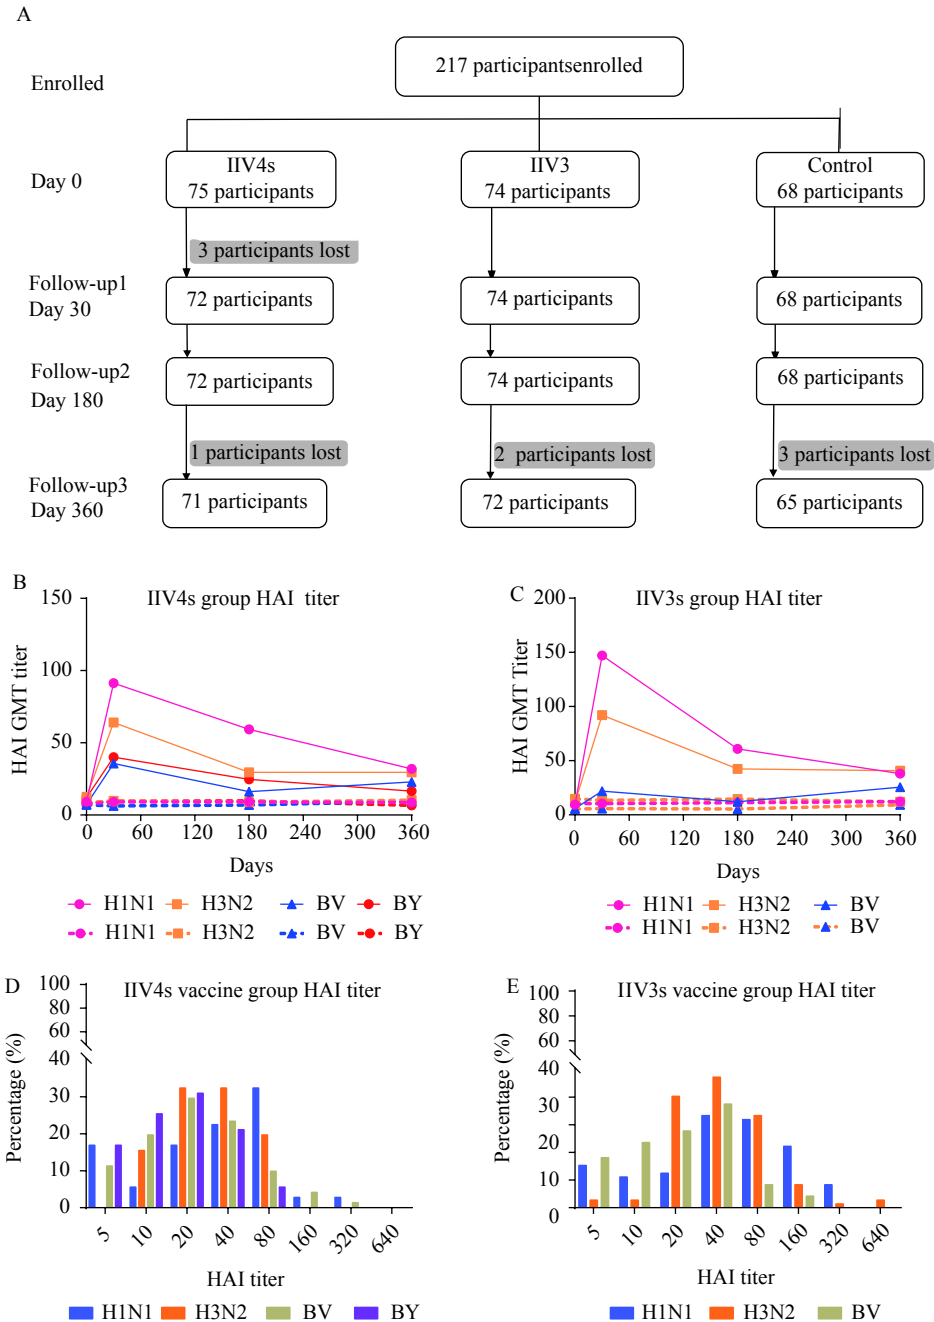 A
217 participantsenrolled
Enrolled
IIV4s
75 participants
IIV3
74 participants
Control
68 participants
Day 0
3 participants lost
Follow-up1
Day 30
72 participants
74 participants
68 participants
Follow-up2
Day 180
72 participants
74 participants
68 participants
1 participants lost
2 participants lost
3 participants lost
Follow-up3
Day 360
71 participants
72 participants
65 participants
B
IIV4s group HAI titer
HAI GMT titer
150
100
50
0
0 60 120 180 240 300 360
Days
H1N1 H3N2 BV BY
H1N1 H3N2 BV BY
C
IIV3s group HAI titer
HAI GMT Titer
200
150
100
50
0
0 60 120 180 240 300 360
Days
H1N1 H3N2 BV
H1N1 H3N2 BV
D
IIV4s vaccine group HAI titer
Percentage (%)
100
80
60
40
40
30
20
10
0
5 10 20 40 80 160 320 640
HAI titer
H1N1 H3N2 BV BY
E
IIV3s vaccine group HAI titer
Percentage (%)
100
80
60
40
30
20
10
0
5 10 20 40 80 160 320 640
HAI titer
H1N1 H3N2 BV